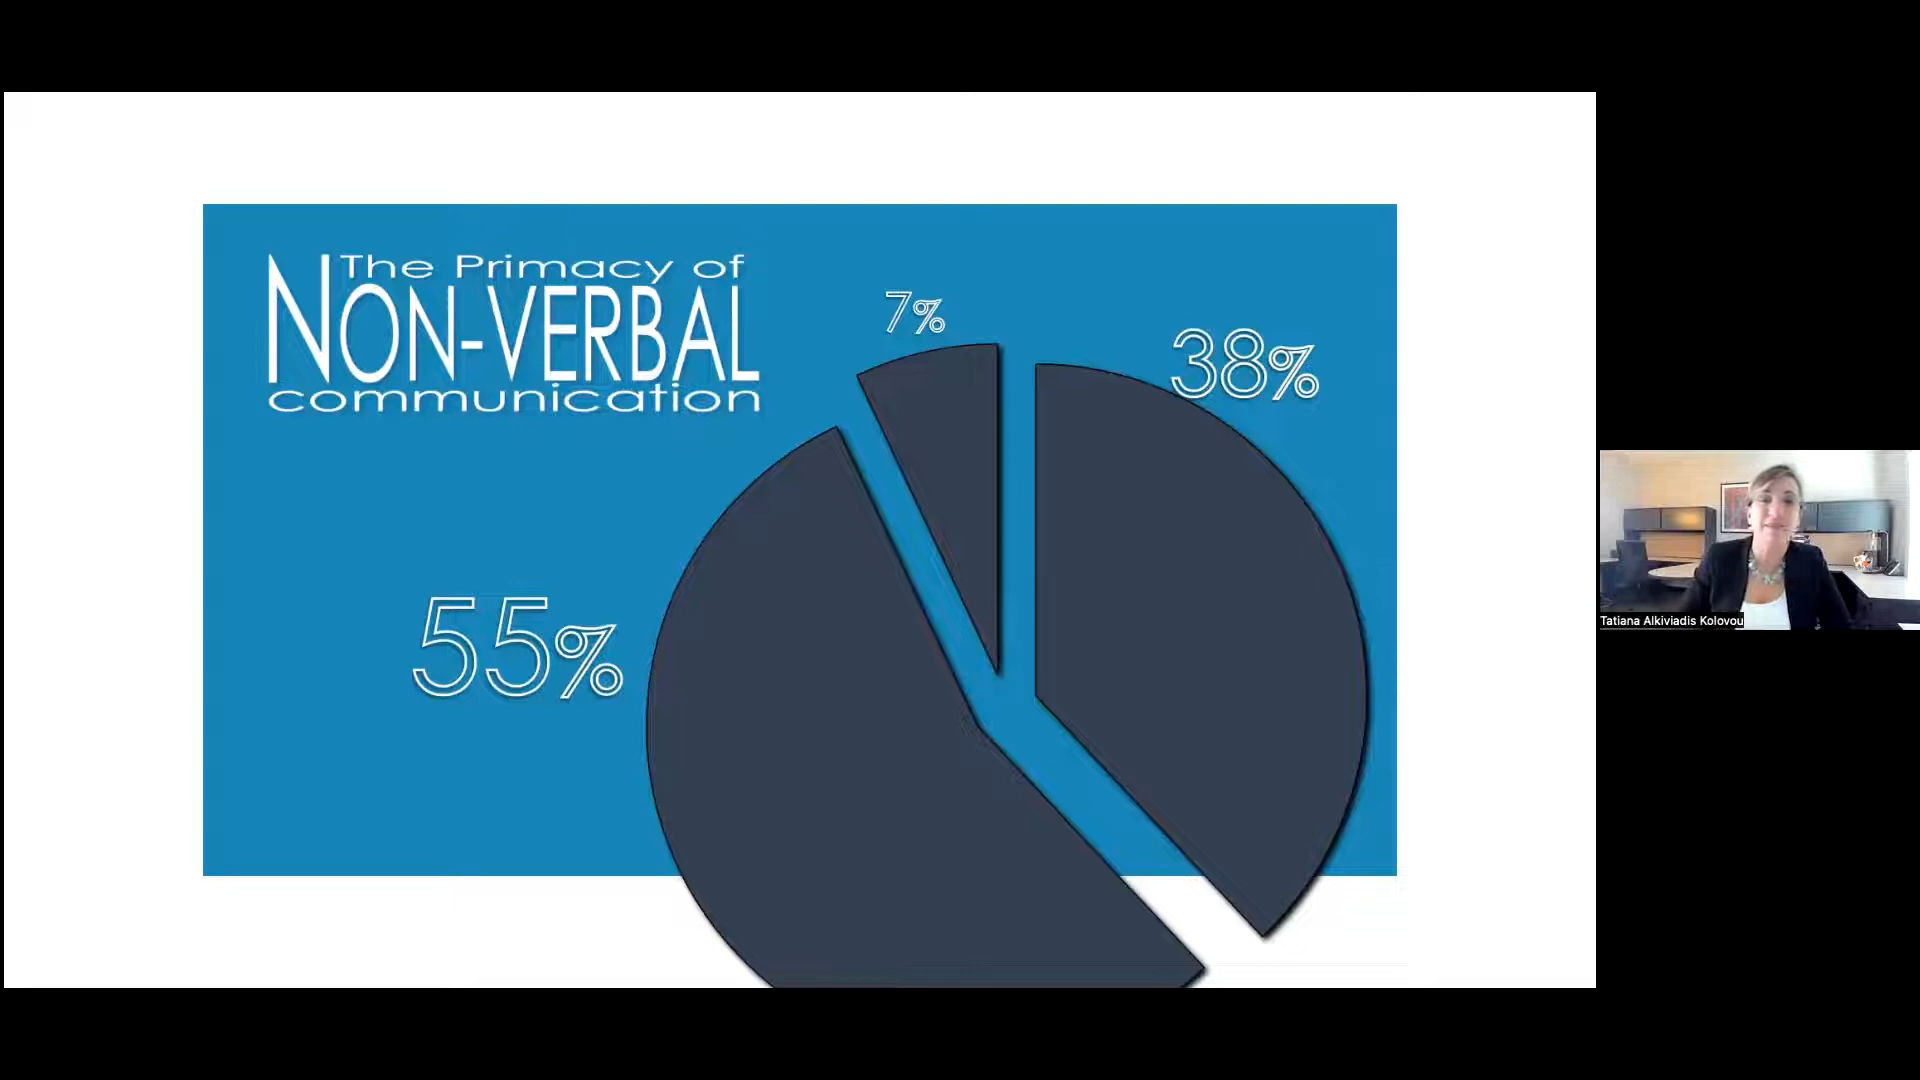 The Primacy of
NON-VERBAL
communication
7%
38%
55%
Tatiana Alkiviadis Kolovou